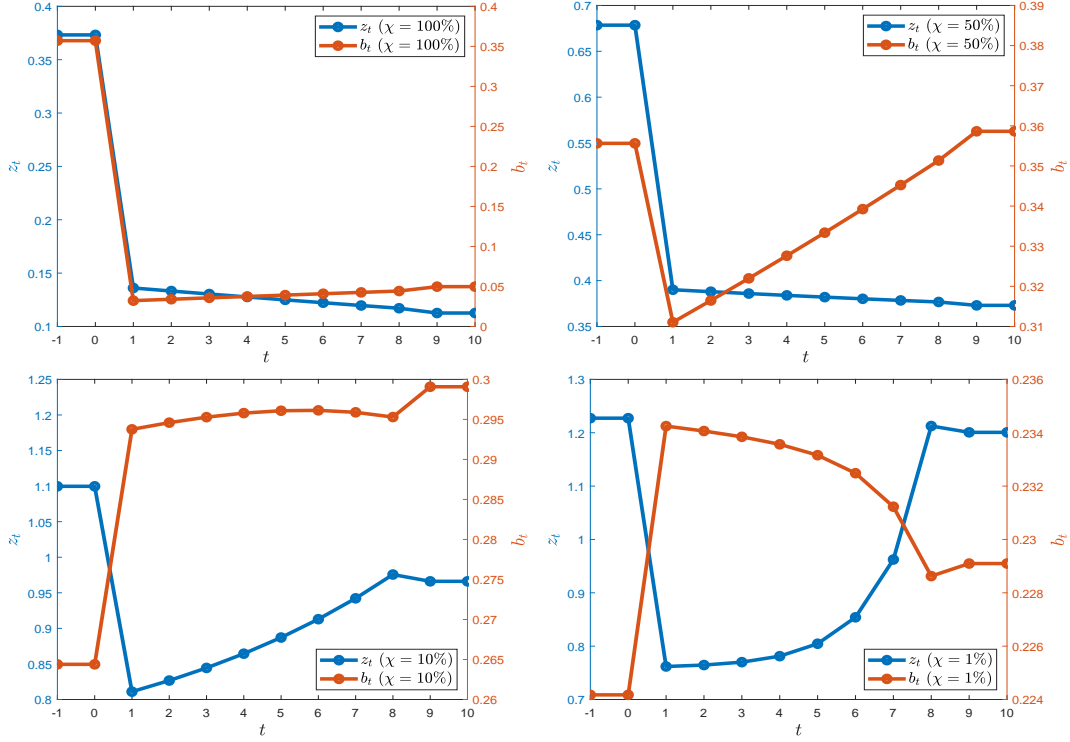 0.4
0.35
0.3
0.25
0.2
0.15
0.1
z_t
z_t (χ = 100%)
b_t (χ = 100%)
0.4
0.35
0.3
0.25
0.2
0.15
0.1
0.05
0
b_t
-1 0 1 2 3 4 5 6 7 8 9 10
t
0.7
0.65
0.6
0.55
0.5
0.45
0.4
0.35
z_t
z_t (χ = 50%)
b_t (χ = 50%)
0.39
0.38
0.37
0.36
0.35
0.34
0.33
0.32
0.31
b_t
-1 0 1 2 3 4 5 6 7 8 9 10
t
1.25
1.2
1.15
1.1
1.05
1
0.95
0.9
0.85
0.8
z_t
z_t (χ = 10%)
b_t (χ = 10%)
0.3
0.295
0.29
0.285
0.28
0.275
0.27
0.265
0.26
b_t
-1 0 1 2 3 4 5 6 7 8 9 10
t
1.3
1.2
1.1
1
0.9
0.8
0.7
z_t
z_t (χ = 1%)
b_t (χ = 1%)
0.236
0.234
0.232
0.23
0.228
0.226
0.224
b_t
-1 0 1 2 3 4 5 6 7 8 9 10
t